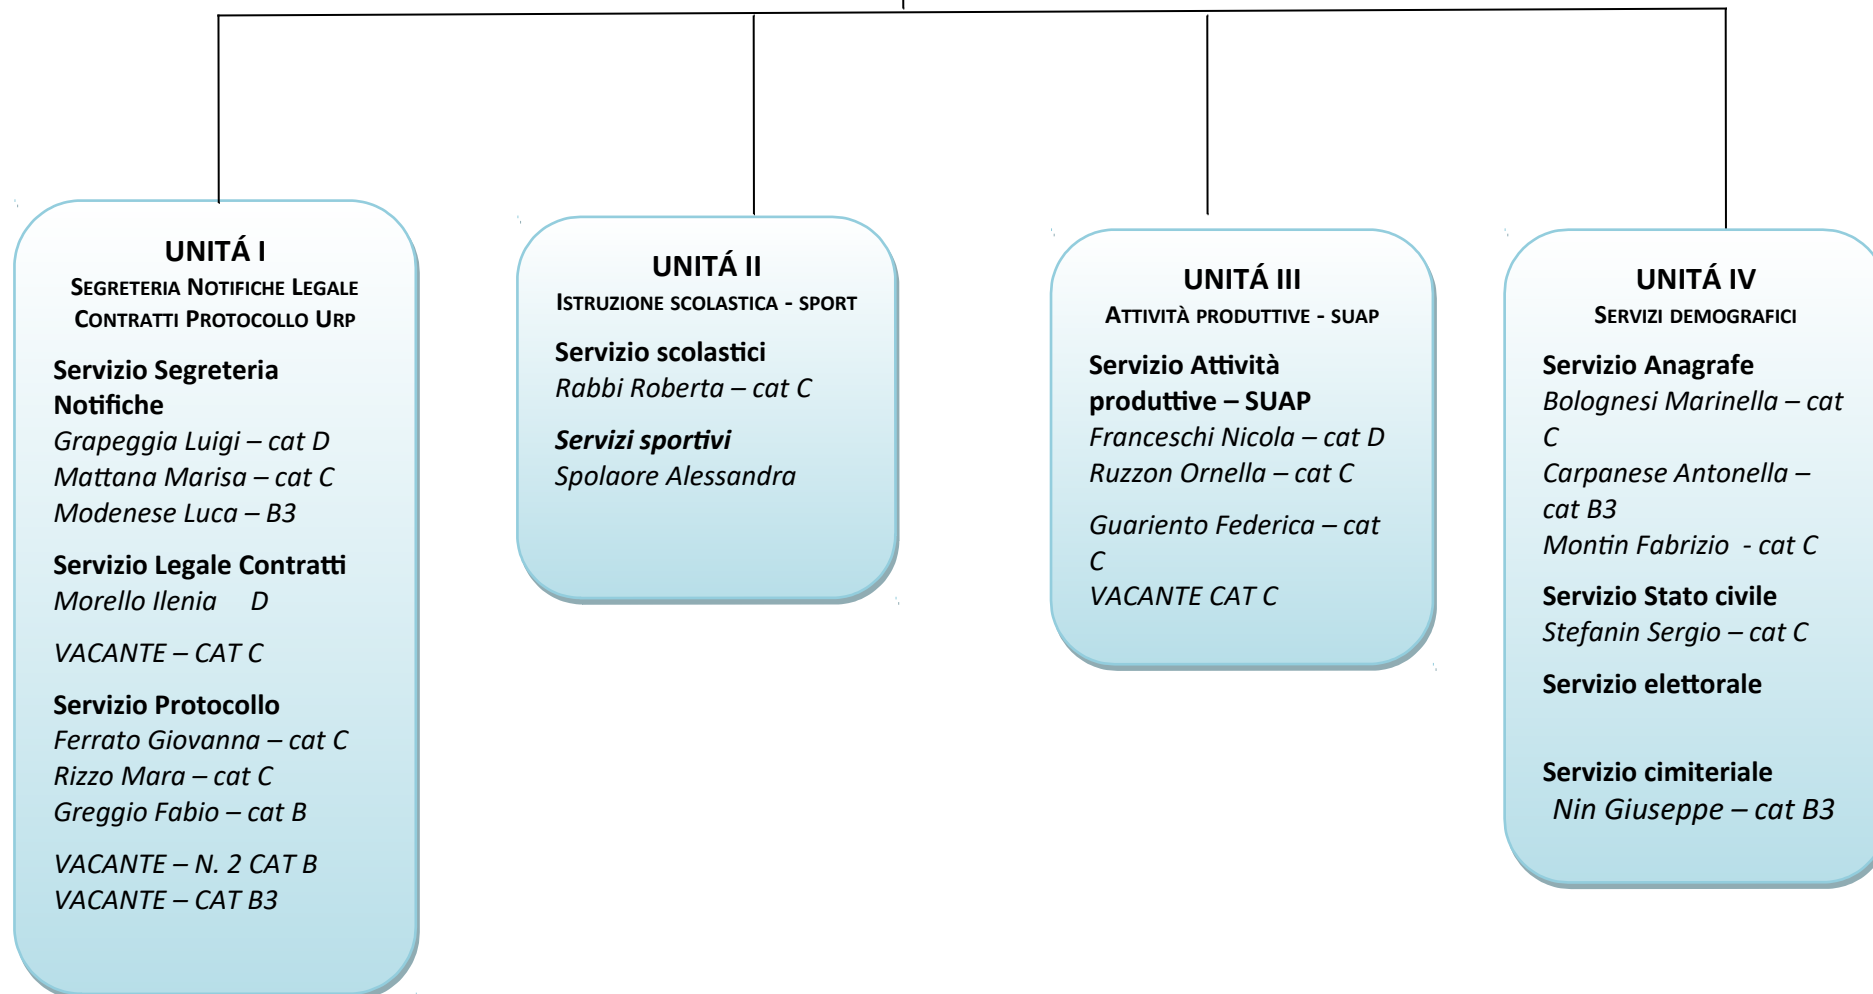 UNITÁ I
SEGRETERIA NOTIFICHE LEGALE
CONTRATTI PROTOCOLLO URP
Servizio Segreteria
Notifiche
Grapeggia Luigi – cat D
Mattana Marisa – cat C
Modenese Luca – B3
Servizio Legale Contratti
Morello Ilenia D
VACANTE – CAT C
Servizio Protocollo
Ferrato Giovanna – cat C
Rizzo Mara – cat C
Greggio Fabio – cat B
VACANTE – N. 2 CAT B
VACANTE – CAT B3
UNITÁ II
ISTRUZIONE SCOLASTICA - SPORT
Servizio scolastici
Rabbi Roberta – cat C
Servizi sportivi
Spolaore Alessandra
UNITÁ III
ATTIVITÀ PRODUTTIVE - SUAP
Servizio Attività
produttive – SUAP
Franceschi Nicola – cat D
Ruzzon Ornella – cat C
Guariento Federica – cat
C
VACANTE CAT C
UNITÁ IV
SERVIZI DEMOGRAFICI
Servizio Anagrafe
Bolognesi Marinella – cat
C
Carpanese Antonella –
cat B3
Montin Fabrizio - cat C
Servizio Stato civile
Stefanin Sergio – cat C
Servizio elettorale
Servizio cimiteriale
Nin Giuseppe – cat B3